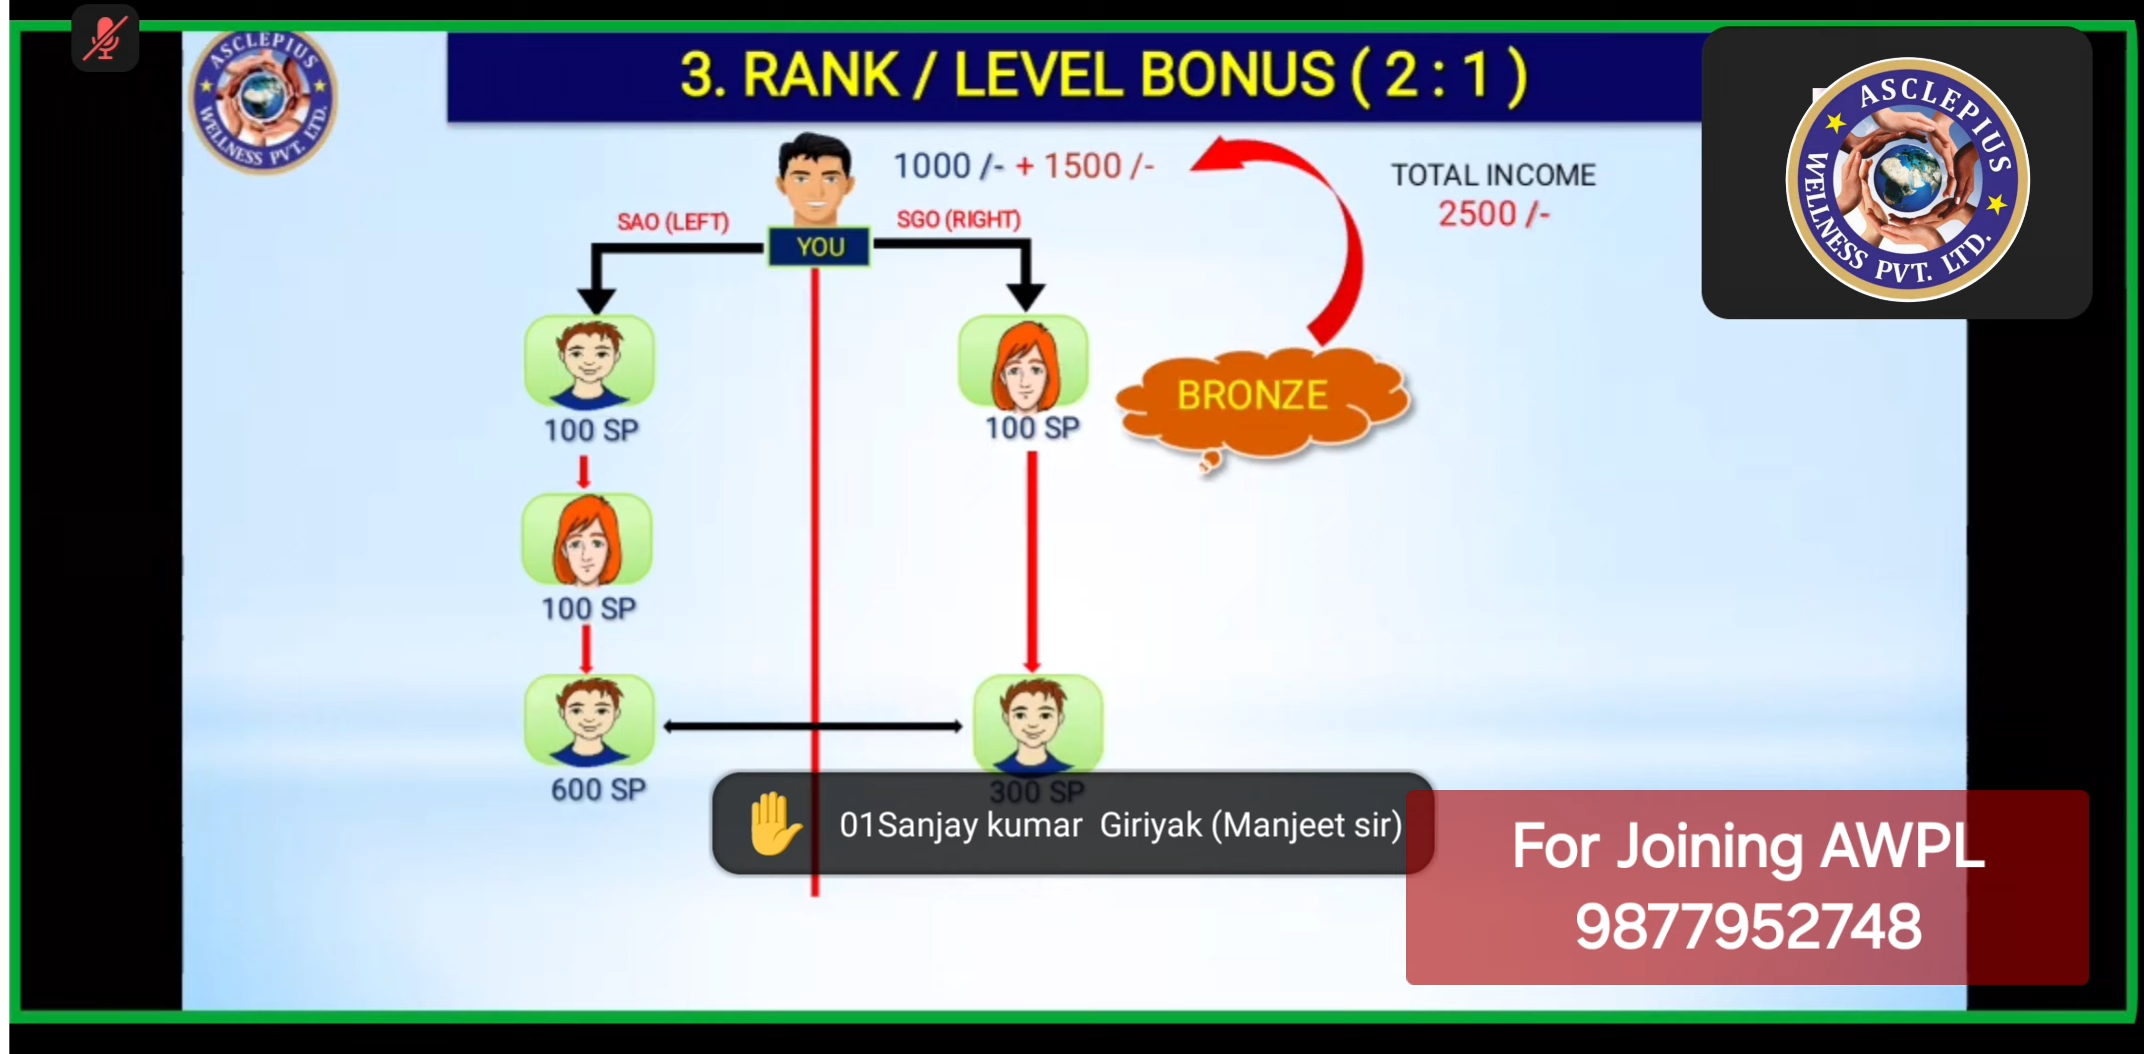 ASCLEPIUS
WELLNESS PVT. LTD.
3. RANK / LEVEL BONUS ( 2 : 1 )
ASCLEPIUS
WELLNESS PVT. LTD.
1000 /- + 1500 /-
TOTAL INCOME
2500 /-
SAO (LEFT)
SGO (RIGHT)
YOU
BRONZE
100 SP
100 SP
100 SP
600 SP
300 SP
01Sanjay kumar Giriyak (Manjeet sir)
For Joining AWPL
9877952748